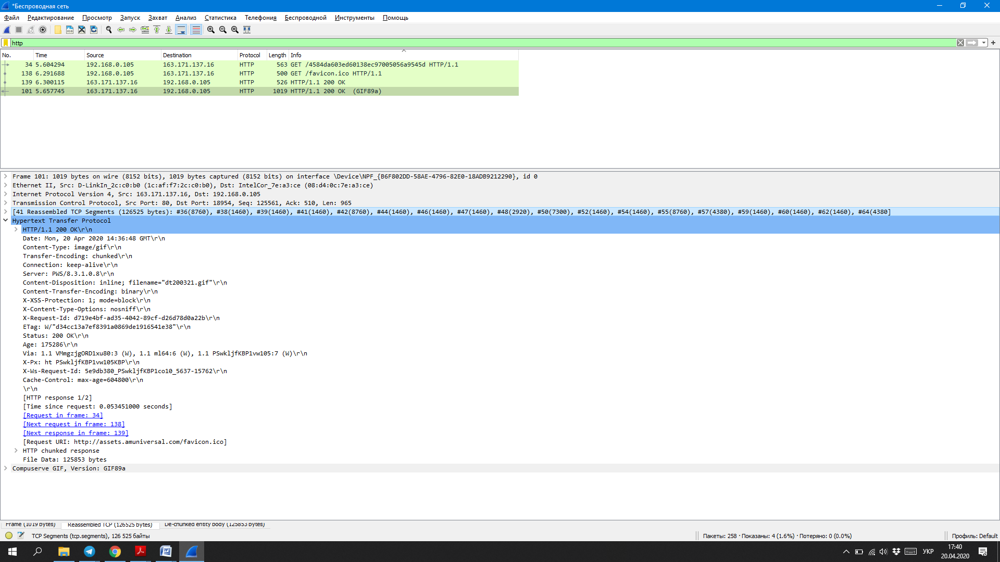 *Беспроводная сеть
Файл Редактирование Просмотр Запуск Захват Анализ Статистика Телефония Беспроводной Инструменты Помощь
http
No. Time Source Destination Protocol Length Info
34 5.604294 192.168.0.105 163.171.137.16 HTTP 563 GET /4584da603ed60138ec97005056a9545d HTTP/1.1
138 6.291688 192.168.0.105 163.171.137.16 HTTP 500 GET /favicon.ico HTTP/1.1
139 6.300115 163.171.137.16 192.168.0.105 HTTP 526 HTTP/1.1 200 OK
101 5.657745 163.171.137.16 192.168.0.105 HTTP 1019 HTTP/1.1 200 OK (GIF89a)
Frame 101: 1019 bytes on wire (8152 bits), 1019 bytes captured (8152 bits) on interface \Device\NPF_{B6F802DD-58AE-4796-82E0-18ADB9212290}, id 0
Ethernet II, Src: D-LinkIn_2c:c0:b0 (1c:af:f7:2c:c0:b0), Dst: IntelCor_7e:a3:ce (08:d4:0c:7e:a3:ce)
Internet Protocol Version 4, Src: 163.171.137.16, Dst: 192.168.0.105
Transmission Control Protocol, Src Port: 80, Dst Port: 18954, Seq: 125561, Ack: 510, Len: 965
[41 Reassembled TCP Segments (126525 bytes): #36(8760), #38(1460), #39(1460), #41(1460), #42(8760), #44(1460), #46(1460), #47(1460), #48(2920), #50(7300), #52(1460), #54(1460), #55(8760), #57(4380), #59(1460), #60(1460), #62(1460), #64(4380]
Hypertext Transfer Protocol
HTTP/1.1 200 OK\r\n
Date: Mon, 20 Apr 2020 14:36:48 GMT\r\n
Content-Type: image/gif\r\n
Transfer-Encoding: chunked\r\n
Connection: keep-alive\r\n
Server: PWS/8.3.1.0.8\r\n
Content-Disposition: inline; filename="dt200321.gif"\r\n
Content-Transfer-Encoding: binary\r\n
X-XSS-Protection: 1; mode=block\r\n
X-Content-Type-Options: nosniff\r\n
X-Request-Id: d719e4bf-ad35-4042-89cf-d26d78d0a22b\r\n
ETag: W/"d34cc13a7ef8391a0869de1916541e38"\r\n
Status: 200 OK\r\n
Age: 175286\r\n
Via: 1.1 VMmgzjgORD1xu80:3 (W), 1.1 ml64:6 (W), 1.1 PSwkljfKBP1vw105:7 (W)\r\n
X-Px: ht PSwkljfKBP1vw105KBP\r\n
X-Ws-Request-Id: 5e9db380_PSwkljfKBP1co10_5637-15762\r\n
Cache-Control: max-age=604800\r\n
\r\n
[HTTP response 1/2]
[Time since request: 0.053451000 seconds]
[Request in frame: 34]
[Next request in frame: 138]
[Next response in frame: 139]
[Request URI: http://assets.amuniversal.com/favicon.ico]
HTTP chunked response
File Data: 125853 bytes
Compuserve GIF, Version: GIF89a
Frame (1019 bytes) Reassembled TCP (126525 bytes) De-chunked entity body (125853 bytes)
TCP Segments (tcp.segments), 126 525 байты Пакеты: 258 · Показаны: 4 (1.6%) · Потеряно: 0 (0.0%) Профиль: Default
УКР 17:40
20.04.2020